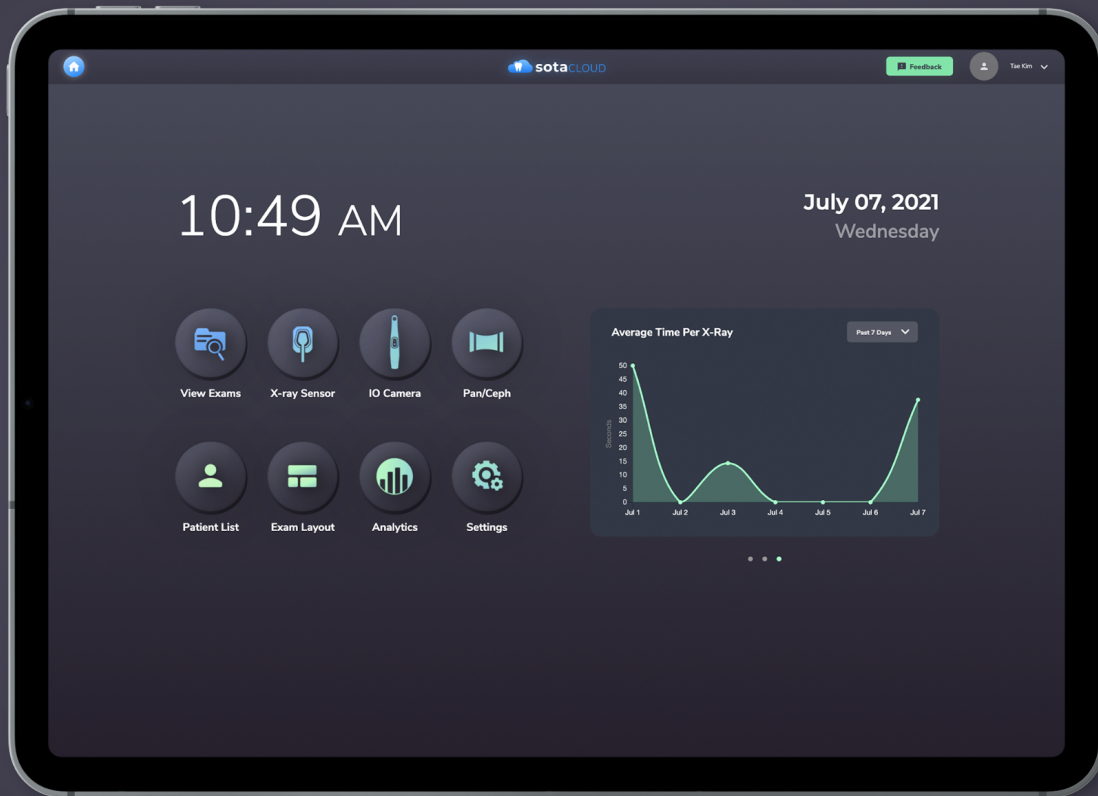 sotaCLOUD
Feedback
Tae Kim
10:49 AM
July 07, 2021
Wednesday
View Exams
X-ray Sensor
IO Camera
Pan/Ceph
Patient List
Exam Layout
Analytics
Settings
Average Time Per X-Ray
Past 7 Days
Seconds
50
45
40
35
30
25
20
15
10
5
0
Jul 1 Jul 2 Jul 3 Jul 4 Jul 5 Jul 6 Jul 7